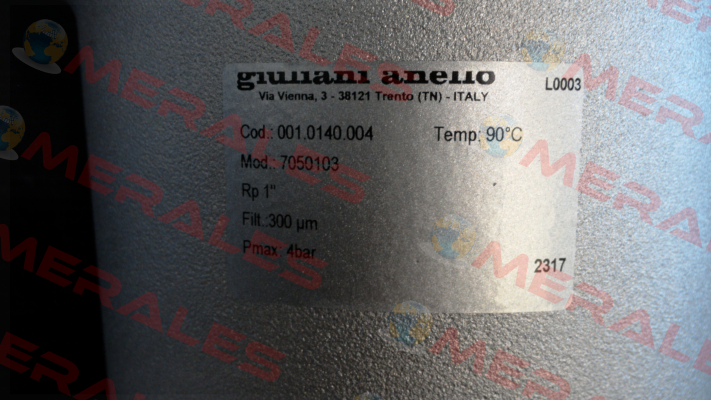 giuliani anello
L0003
Via Vienna, 3 - 38121 Trento (TN) - ITALY
Cod.: 001.0140.004 Temp: 90°C
Mod.: 7050103
Rp 1"
Filt.:300 µm
Pmax: 4bar
2317
MERALES
MERALES
MERALES
MERALES
MERALES
MERALES